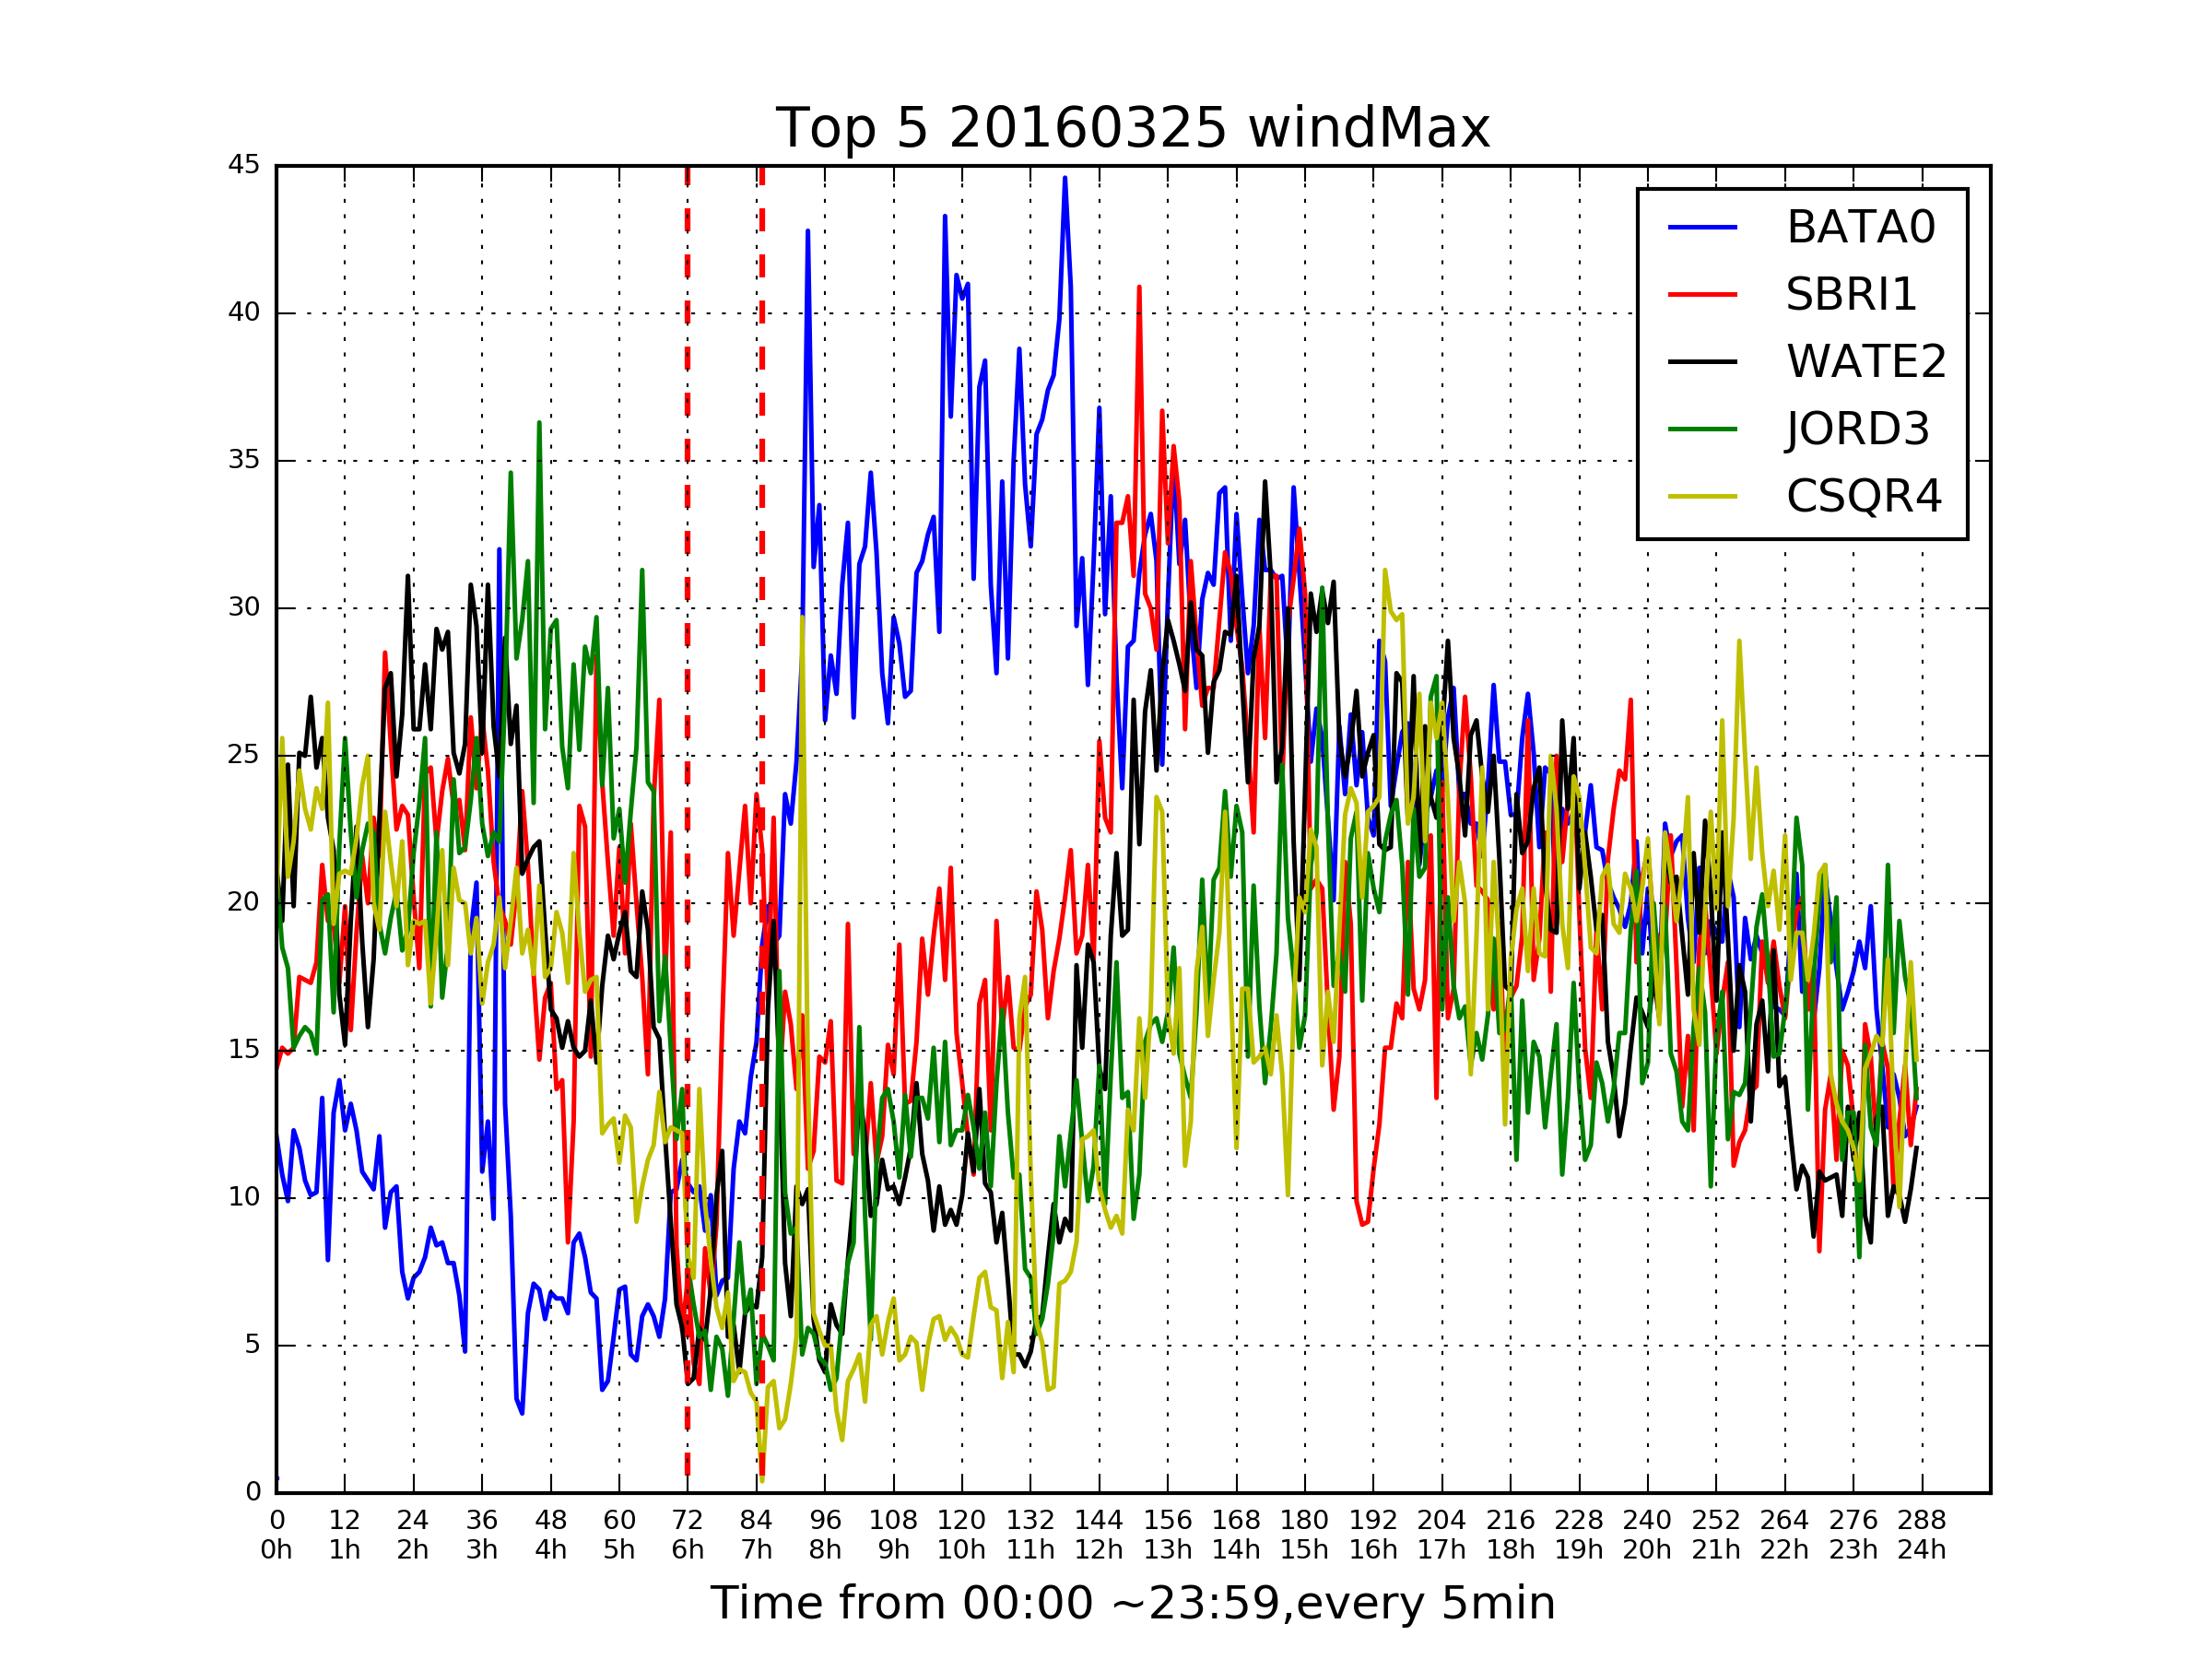 Top 5 20160325 windMax
45
40
35
30
25
20
15
10
5
0
BATA0
SBRI1
WATE2
JORD3
CSQR4
0 12 24 36 48 60 72 84 96 108 120 132 144 156 168 180 192 204 216 228 240 252 264 276 288
0h 1h 2h 3h 4h 5h 6h 7h 8h 9h 10h 11h 12h 13h 14h 15h 16h 17h 18h 19h 20h 21h 22h 23h 24h
Time from 00:00 ~23:59,every 5min